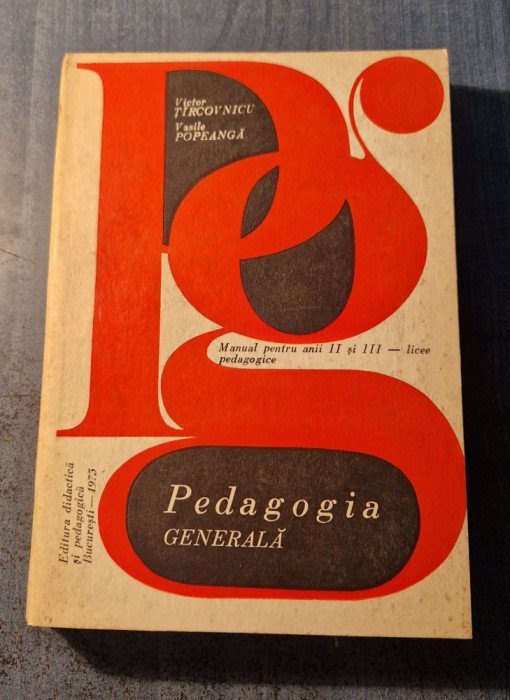 Victor
ȚÎRCOVNICU
Vasile
POPEANGĂ
Manual pentru anii II și III — licee
pedagogice
Pedagogia
GENERALĂ
Editura didactică
și pedagogică
București—1975